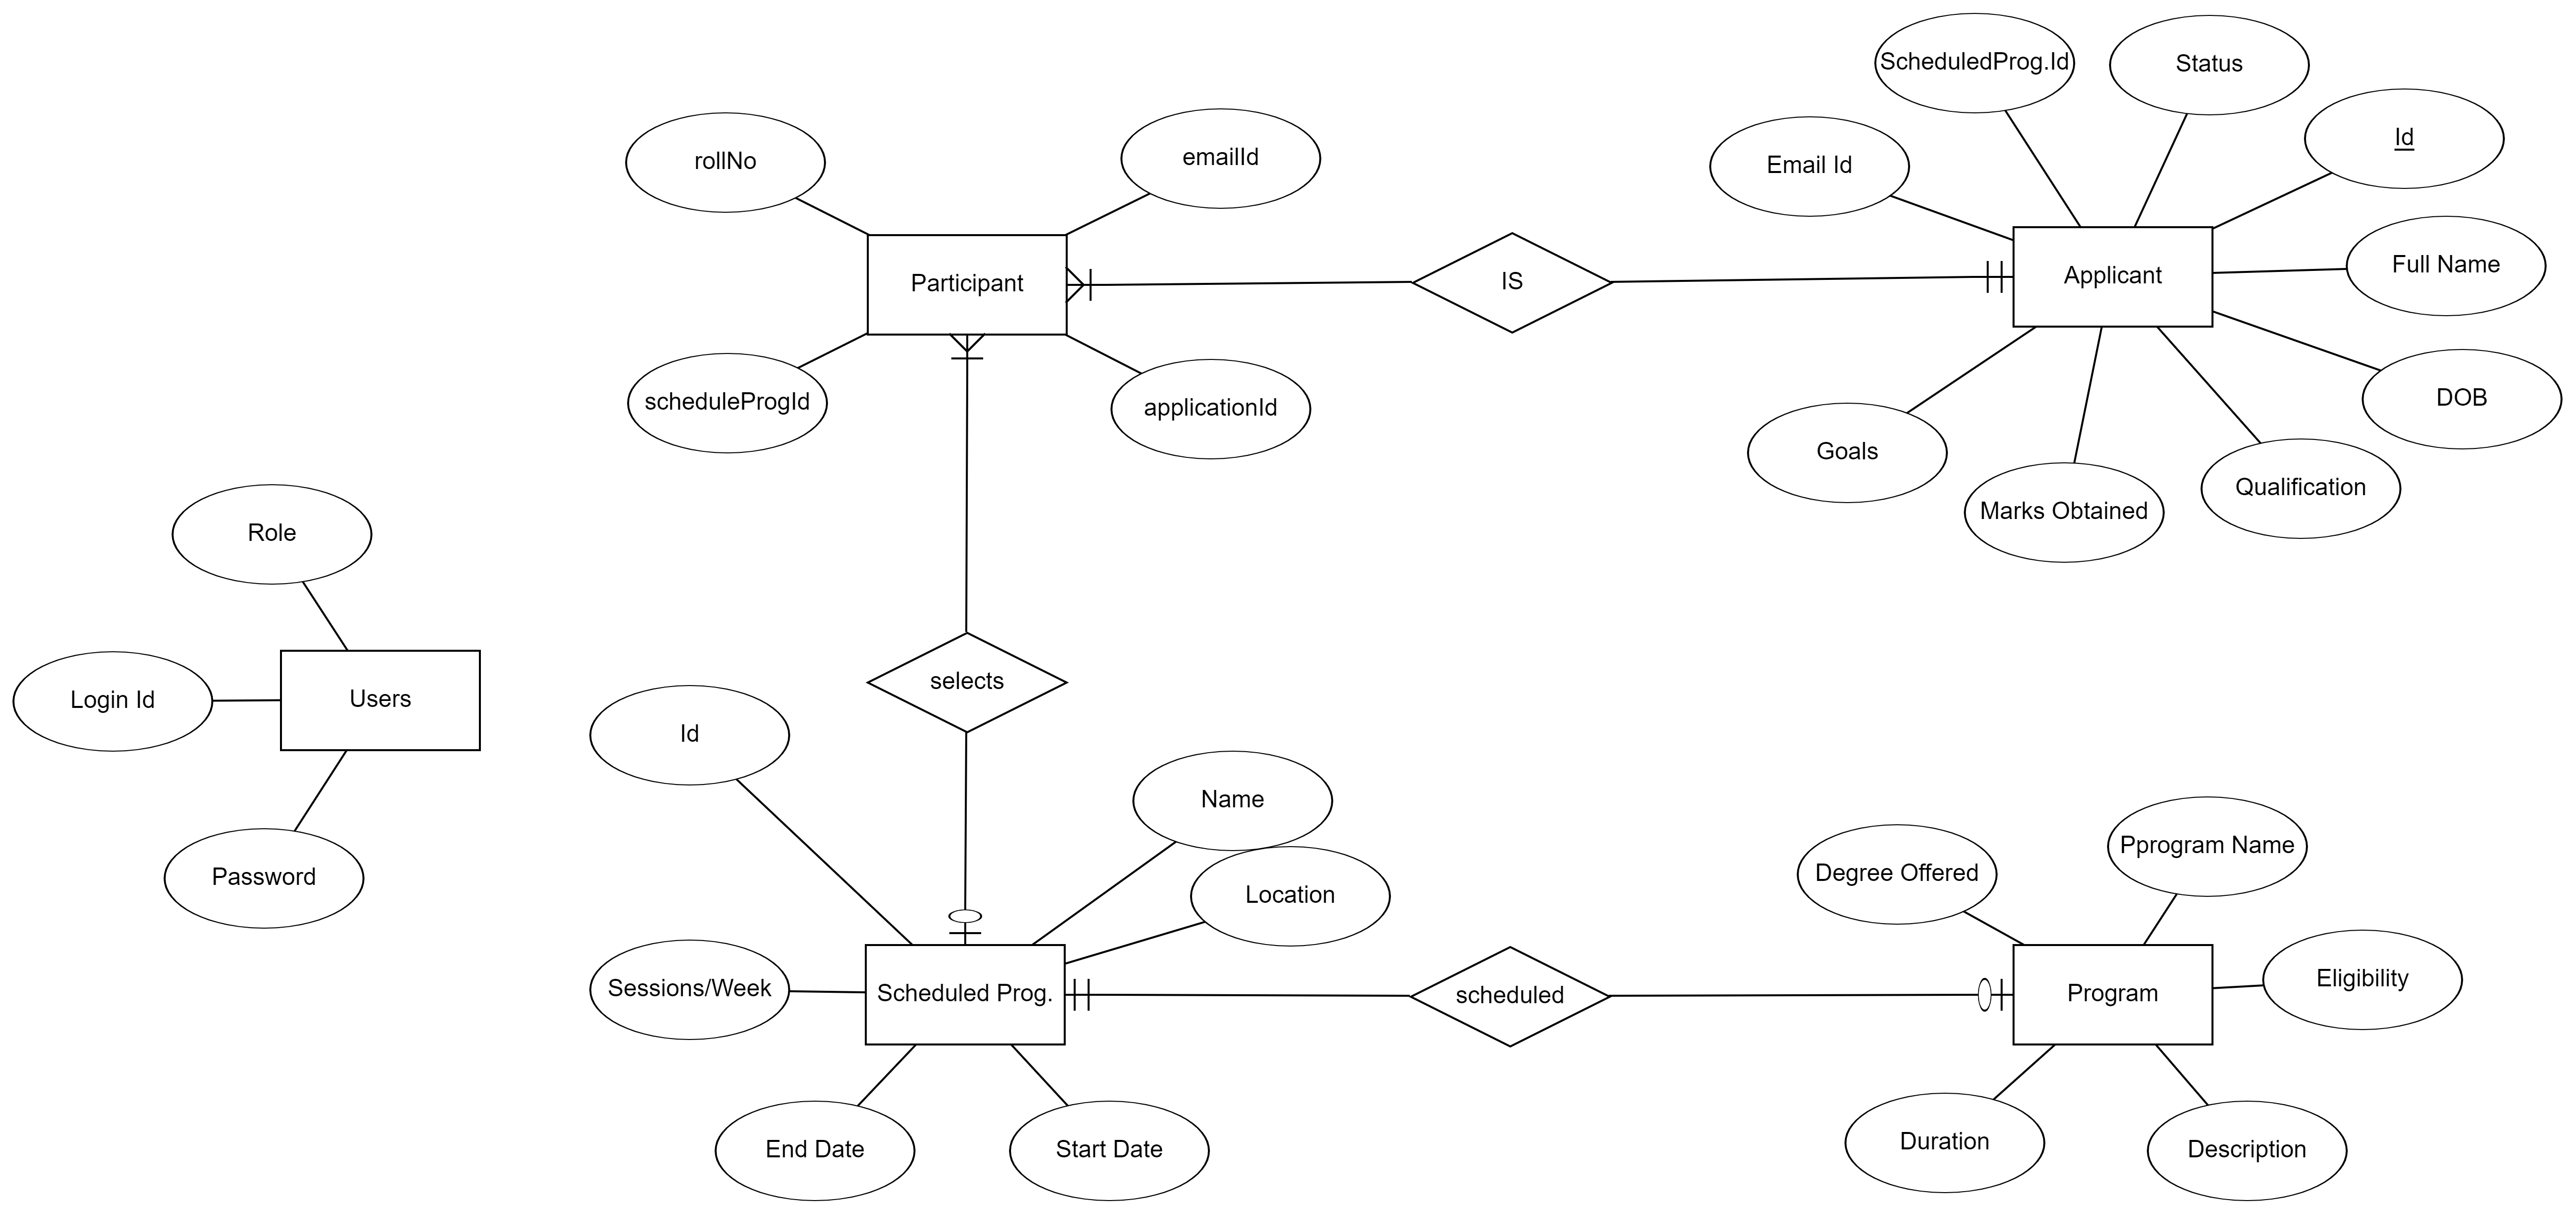 ScheduledProg.Id
Status
Id
Email Id
rollNo
emailId
Full Name
Participant
IS
Applicant
scheduleProgId
applicationId
DOB
Goals
Marks Obtained
Qualification
Role
Login Id
Users
selects
Id
Name
Password
Location
Degree Offered
Pprogram Name
Sessions/Week
Scheduled Prog.
scheduled
Program
Eligibility
End Date
Start Date
Duration
Description